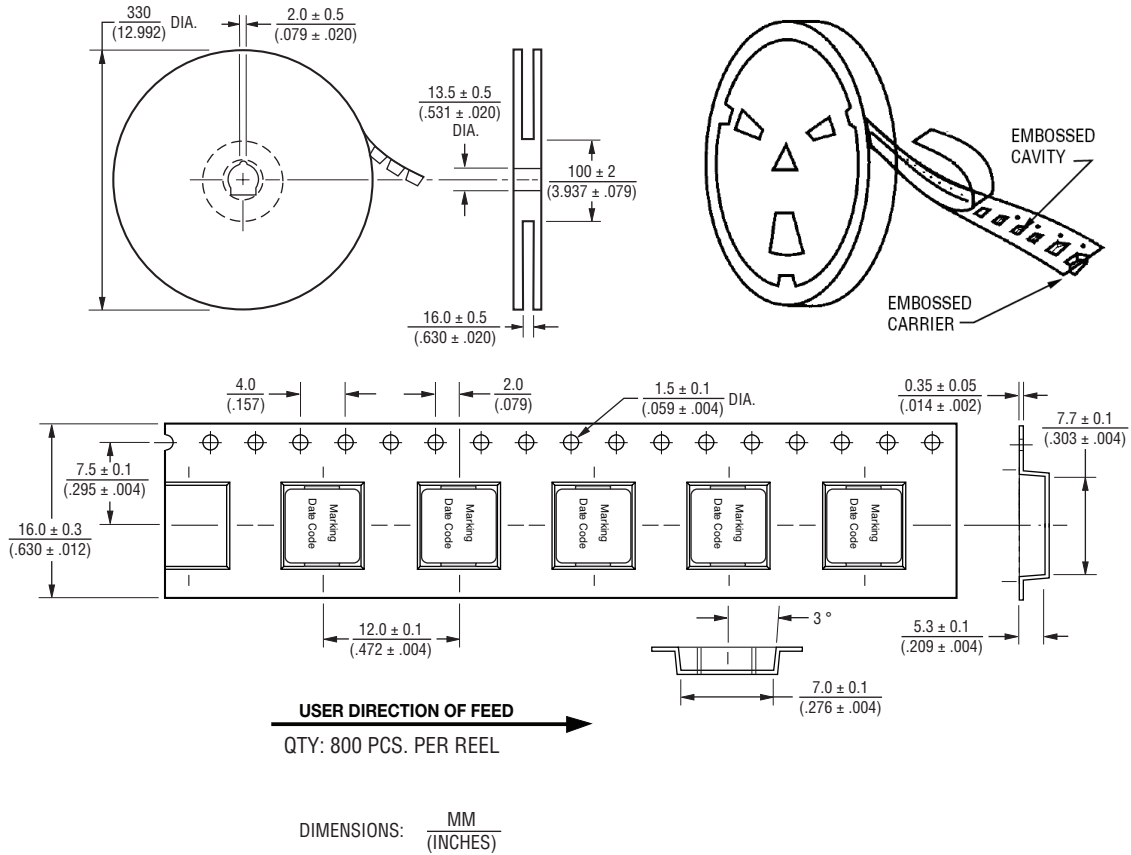 330
(12.992)
DIA.
2.0 ± 0.5
(.079 ± .020)
13.5 ± 0.5
(.531 ± .020)
DIA.
100 ± 2
(3.937 ± .079)
16.0 ± 0.5
(.630 ± .020)
EMBOSSED
CAVITY
EMBOSSED
CARRIER
4.0
(.157)
2.0
(.079)
1.5 ± 0.1
(.059 ± .004)
DIA.
0.35 ± 0.05
(.014 ± .002)
7.7 ± 0.1
(.303 ± .004)
7.5 ± 0.1
(.295 ± .004)
16.0 ± 0.3
(.630 ± .012)
Marking
Date Code
Marking
Date Code
Marking
Date Code
Marking
Date Code
Marking
Date Code
12.0 ± 0.1
(.472 ± .004)
3 °
5.3 ± 0.1
(.209 ± .004)
7.0 ± 0.1
(.276 ± .004)
USER DIRECTION OF FEED
QTY: 800 PCS. PER REEL
DIMENSIONS:
MM
(INCHES)